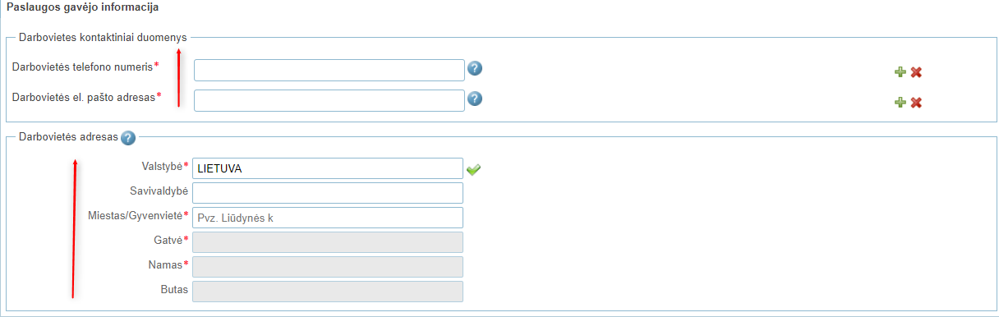 Paslaugos gavėjo informacija
Darbovietes kontaktiniai duomenys
Darbovietės telefono numeris*
Darbovietės el. pašto adresas*
Darbovietės adresas
Valstybė* LIETUVA
Savivaldybė
Miestas/Gyvenvietė* Pvz. Liūdynės k
Gatvė*
Namas*
Butas